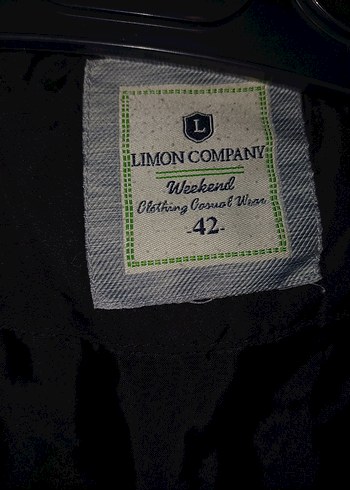 L
LIMON COMPANY
Weekend
Clothing Casual Wear
-42-